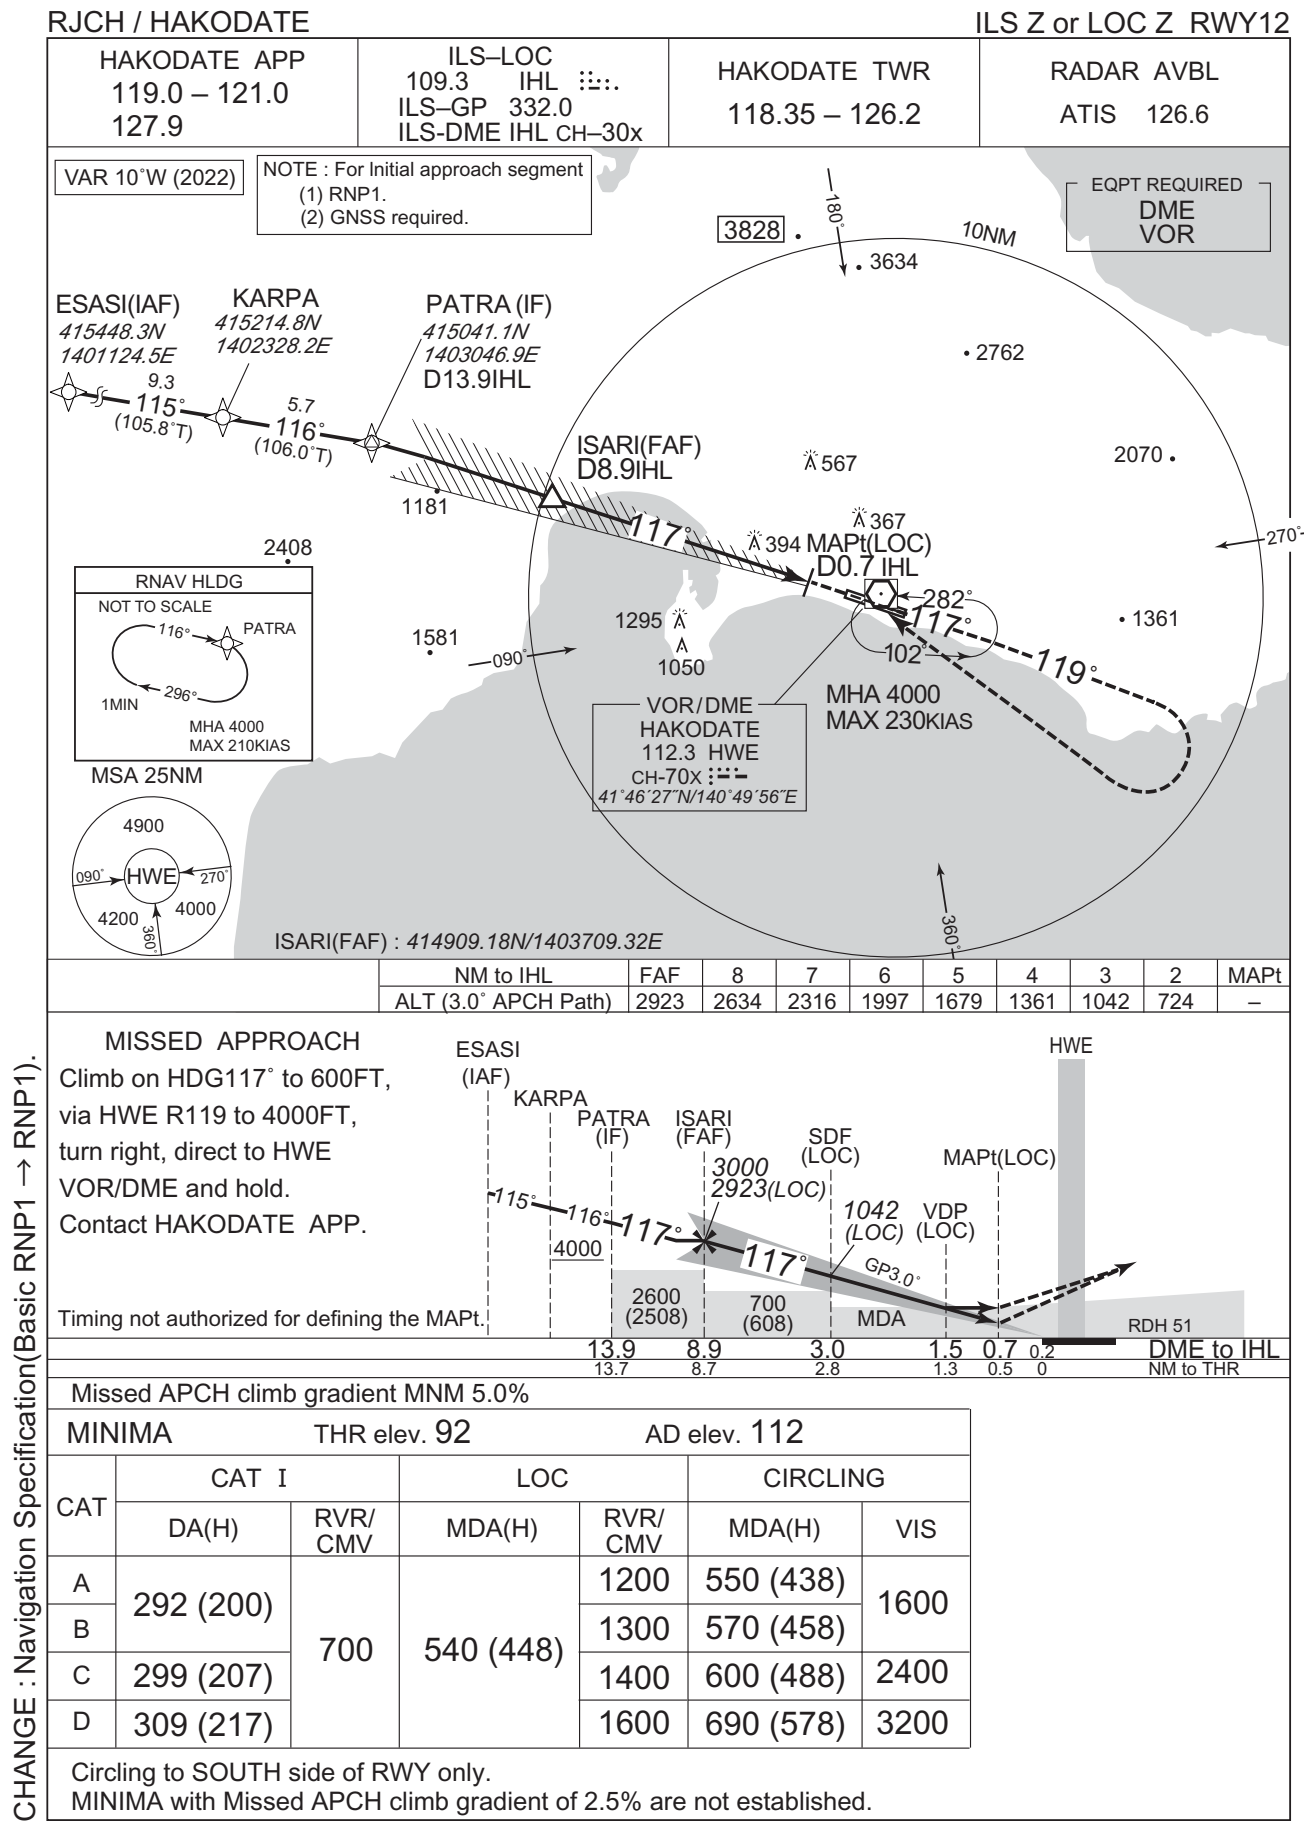 RJCH / HAKODATE
ILS Z or LOC Z RWY12
HAKODATE APP
119.0 – 121.0
127.9
ILS–LOC
109.3 IHL
ILS–GP 332.0
ILS-DME IHL CH–30x
HAKODATE TWR
118.35 – 126.2
RADAR AVBL
ATIS 126.6
VAR 10˚W (2022)
NOTE : For Initial approach segment
(1) RNP1.
(2) GNSS required.
EQPT REQUIRED
DME
VOR
180˚
10NM
3828
3634
2762
2070
ESASI(IAF)
415448.3N
1401124.5E
KARPA
415214.8N
1402328.2E
PATRA (IF)
415041.1N
1403046.9E
D13.9IHL
9.3
115˚
(105.8˚T)
5.7
116˚
(106.0˚T)
ISARI(FAF)
D8.9IHL
567
1181
367
117˚
394
MAPt(LOC)
D0.7 IHL
270˚
2408
282˚
117˚
1361
119˚
102˚
1295
1050
1581
090˚
MHA 4000
MAX 230KIAS
RNAV HLDG
NOT TO SCALE
116˚
PATRA
296˚
1MIN
MHA 4000
MAX 210KIAS
VOR/DME
HAKODATE
112.3 HWE
CH-70X
41˚46´27˝N/140˚49´56˝E
MSA 25NM
4900
090˚
HWE
270˚
4200
4000
360˚
360˚
ISARI(FAF) : 414909.18N/1403709.32E
NM to IHL FAF 8 7 6 5 4 3 2 MAPt
ALT (3.0˚ APCH Path) 2923 2634 2316 1997 1679 1361 1042 724 –
MISSED APPROACH
Climb on HDG117˚ to 600FT,
via HWE R119 to 4000FT,
turn right, direct to HWE
VOR/DME and hold.
Contact HAKODATE APP.
Timing not authorized for defining the MAPt.
ESASI
(IAF)
KARPA
PATRA
(IF)
ISARI
(FAF)
SDF
(LOC)
MAPt(LOC)
HWE
3000
2923(LOC)
1042
(LOC)
VDP
(LOC)
115˚
116˚
117˚
117˚
GP3.0˚
4000
2600
(2508)
700
(608)
MDA
RDH 51
13.9 8.9 3.0 1.5 0.7 0.2 DME to IHL
13.7 8.7 2.8 1.3 0.5 0 NM to THR
Missed APCH climb gradient MNM 5.0%
MINIMA THR elev. 92 AD elev. 112
CAT
CAT I
LOC
CIRCLING
DA(H)
RVR/
CMV
MDA(H)
RVR/
CMV
MDA(H)
VIS
A
292 (200)
700
540 (448)
1200
550 (438)
1600
B
1300
570 (458)
C
299 (207)
1400
600 (488)
2400
D
309 (217)
1600
690 (578)
3200
Circling to SOUTH side of RWY only.
MINIMA with Missed APCH climb gradient of 2.5% are not established.
CHANGE : Navigation Specification(Basic RNP1 → RNP1).